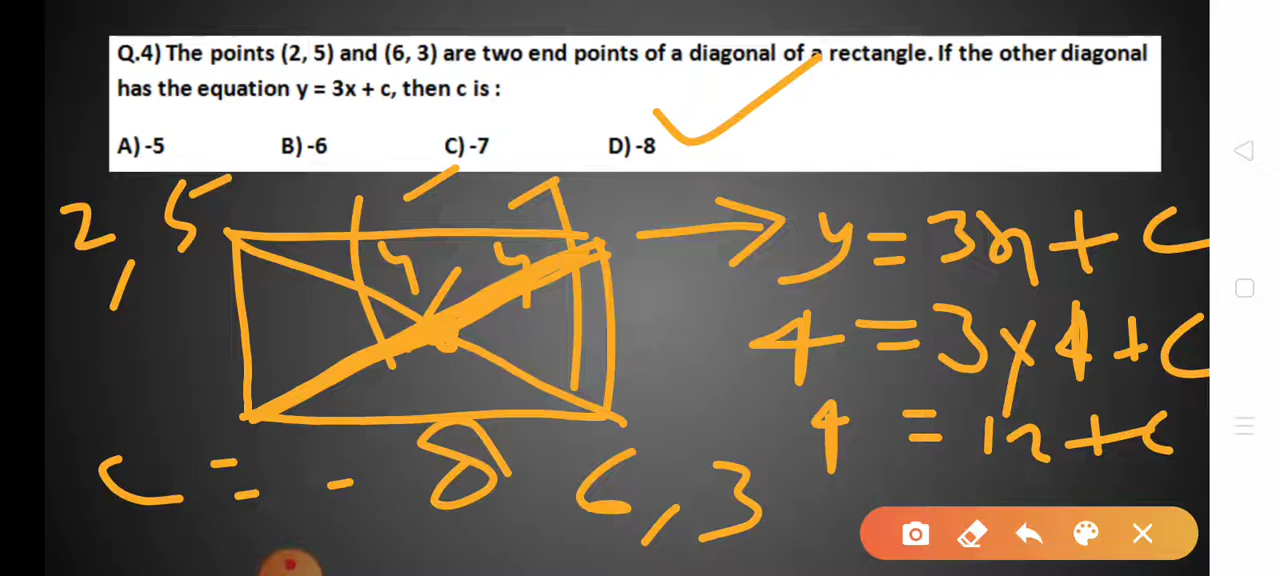 Q.4) The points (2, 5) and (6, 3) are two end points of a diagonal of a rectangle. If the other diagonal
has the equation y = 3x + c, then c is :
A) -5 B) -6 C) -7 D) -8
2, 5
4, 4
y = 3x + c
4 = 3x4 + c
4 = 12 + c
c = - 8
6, 3